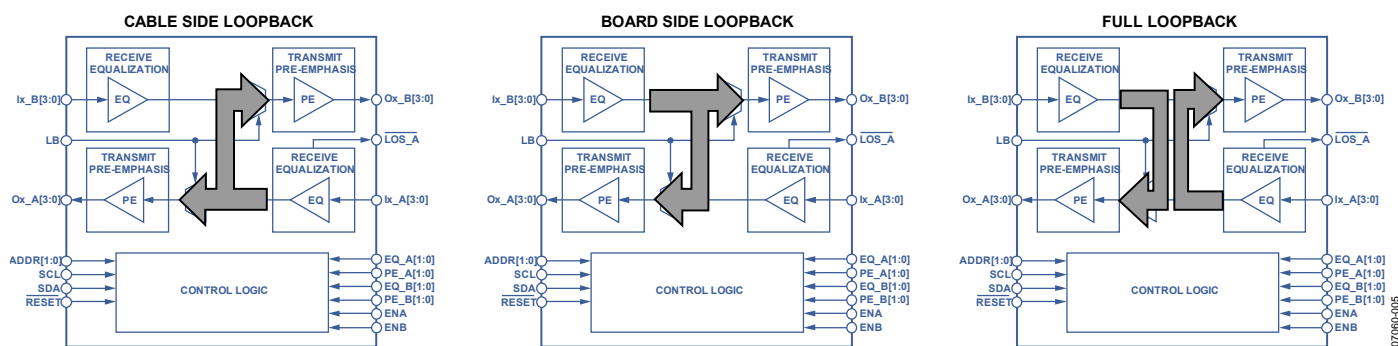 CABLE SIDE LOOPBACK
RECEIVE
EQUALIZATION
TRANSMIT
PRE-EMPHASIS
Ix_B[3:0]
EQ
PE
Ox_B[3:0]
LB
LOS_A
TRANSMIT
PRE-EMPHASIS
RECEIVE
EQUALIZATION
Ox_A[3:0]
PE
EQ
Ix_A[3:0]
ADDR[1:0]
SCL
SDA
RESET
CONTROL LOGIC
EQ_A[1:0]
PE_A[1:0]
EQ_B[1:0]
PE_B[1:0]
ENA
ENB
BOARD SIDE LOOPBACK
RECEIVE
EQUALIZATION
TRANSMIT
PRE-EMPHASIS
Ix_B[3:0]
EQ
PE
Ox_B[3:0]
LB
LOS_A
TRANSMIT
PRE-EMPHASIS
RECEIVE
EQUALIZATION
Ox_A[3:0]
PE
EQ
Ix_A[3:0]
ADDR[1:0]
SCL
SDA
RESET
CONTROL LOGIC
EQ_A[1:0]
PE_A[1:0]
EQ_B[1:0]
PE_B[1:0]
ENA
ENB
FULL LOOPBACK
RECEIVE
EQUALIZATION
TRANSMIT
PRE-EMPHASIS
Ix_B[3:0]
EQ
PE
Ox_B[3:0]
LB
LOS_A
TRANSMIT
PRE-EMPHASIS
RECEIVE
EQUALIZATION
Ox_A[3:0]
PE
EQ
Ix_A[3:0]
ADDR[1:0]
SCL
SDA
RESET
CONTROL LOGIC
EQ_A[1:0]
PE_A[1:0]
EQ_B[1:0]
PE_B[1:0]
ENA
ENB
07060-005